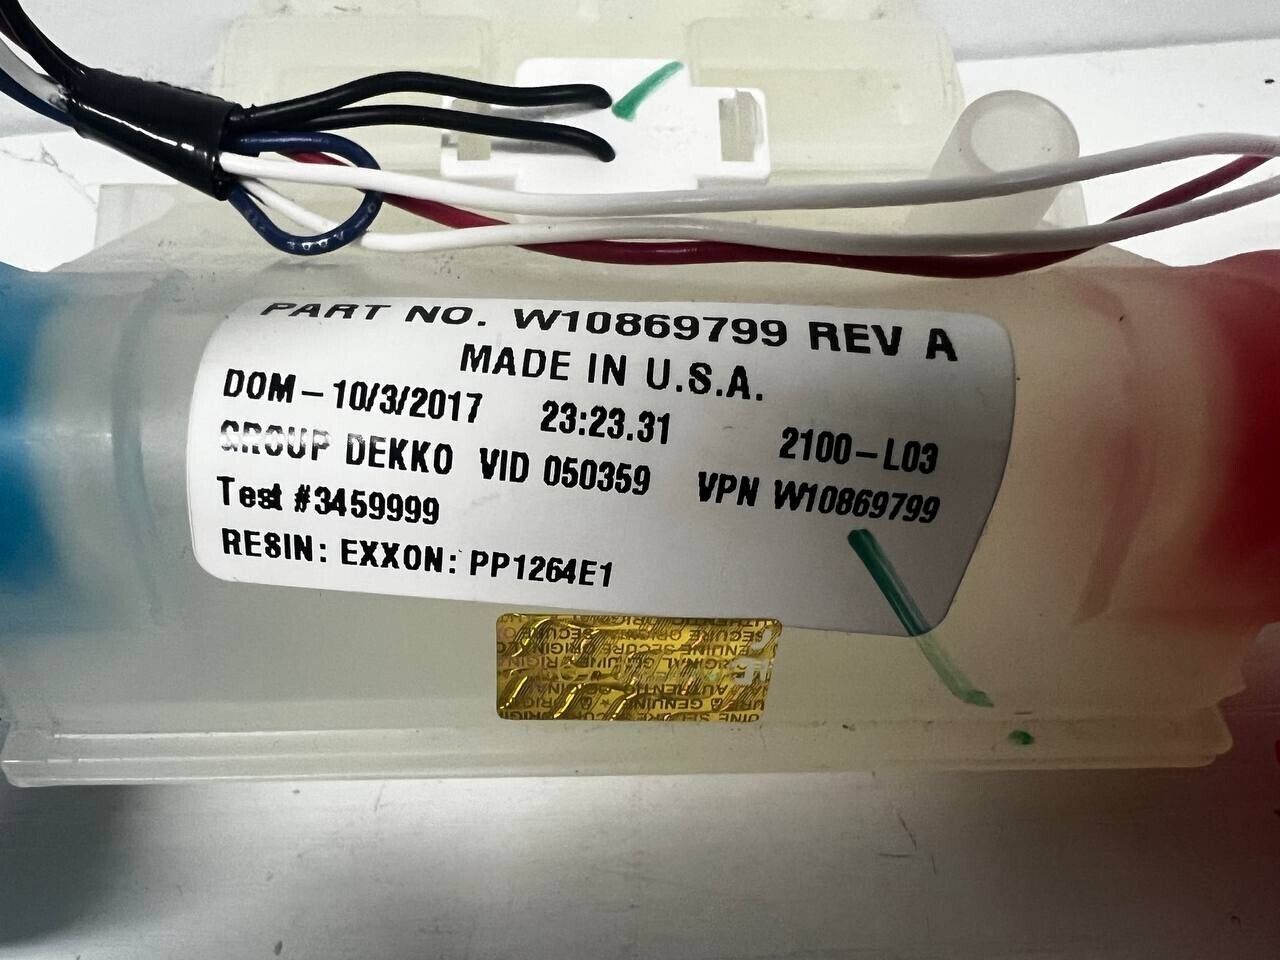 300V
PART NO. W10869799 REV A
MADE IN U.S.A.
DOM-10/3/2017 23:23.31 2100-L03
GROUP DEKKO VID 050359 VPN W10869799
Test #3459999
RESIN: EXXON: PP1264E1